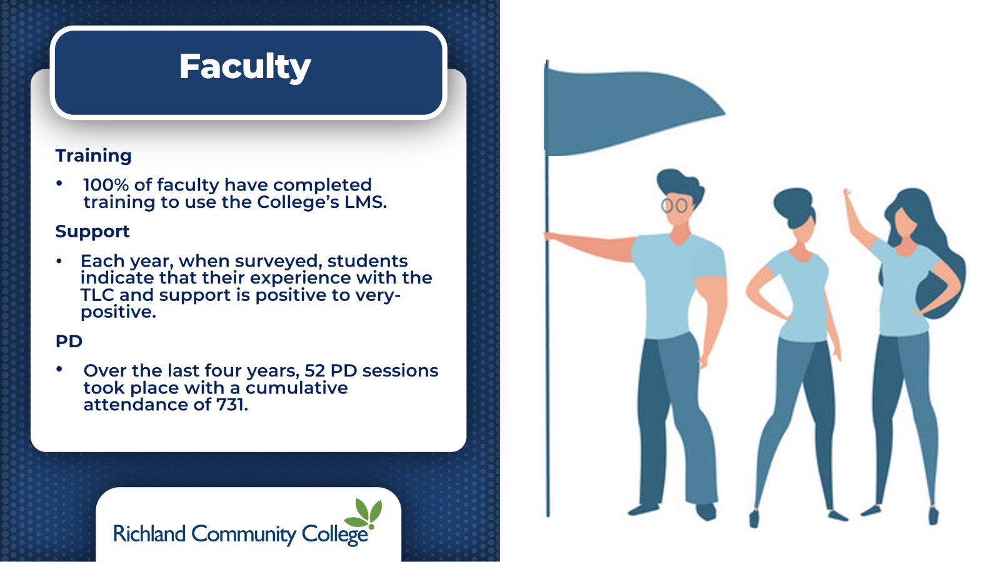 Faculty
Training
• 100% of faculty have completed
training to use the College’s LMS.
Support
• Each year, when surveyed, students
indicate that their experience with the
TLC and support is positive to very-
positive.
PD
• Over the last four years, 52 PD sessions
took place with a cumulative
attendance of 731.
Richland Community College